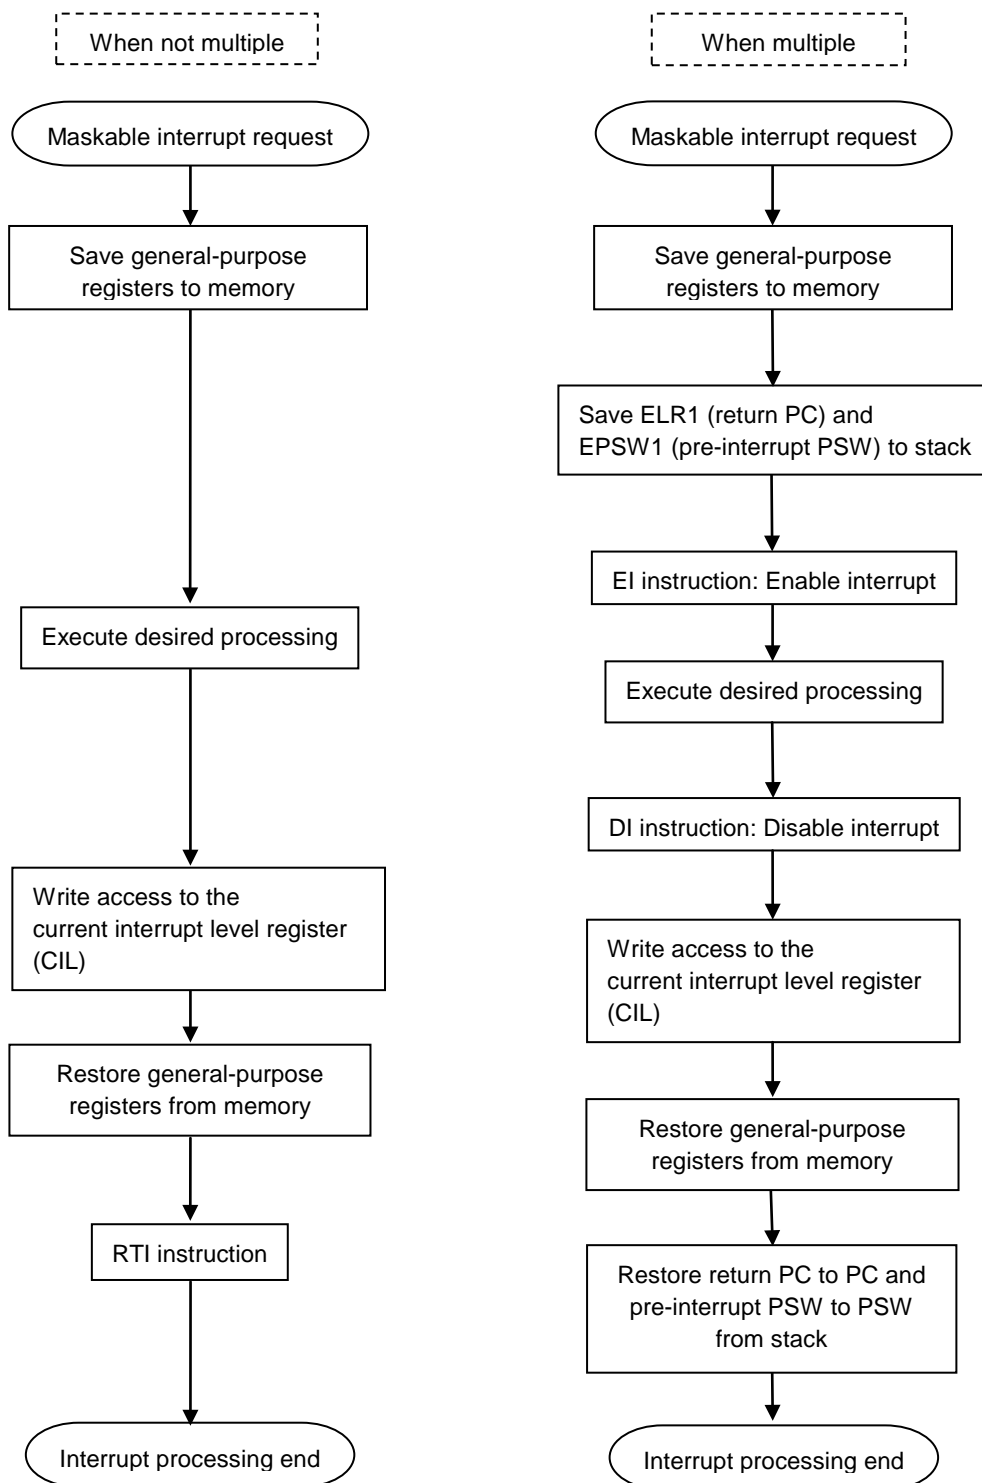 When not multiple
Maskable interrupt request
Save general-purpose
registers to memory
Execute desired processing
Write access to the
current interrupt level register
(CIL)
Restore general-purpose
registers from memory
RTI instruction
Interrupt processing end
When multiple
Maskable interrupt request
Save general-purpose
registers to memory
Save ELR1 (return PC) and
EPSW1 (pre-interrupt PSW) to stack
EI instruction: Enable interrupt
Execute desired processing
DI instruction: Disable interrupt
Write access to the
current interrupt level register
(CIL)
Restore general-purpose
registers from memory
Restore return PC to PC and
pre-interrupt PSW to PSW
from stack
Interrupt processing end